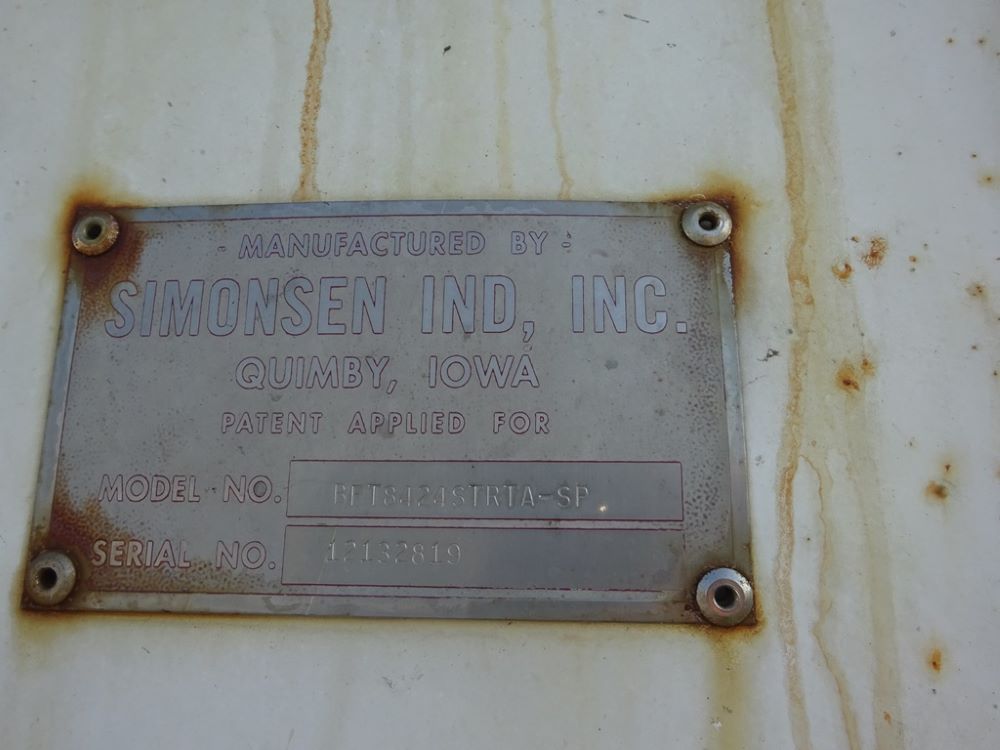 - MANUFACTURED BY -
SIMONSEN IND, INC.
QUIMBY, IOWA
PATENT APPLIED FOR
MODEL NO. BFT8424STRTA-SP
SERIAL NO. 12132819